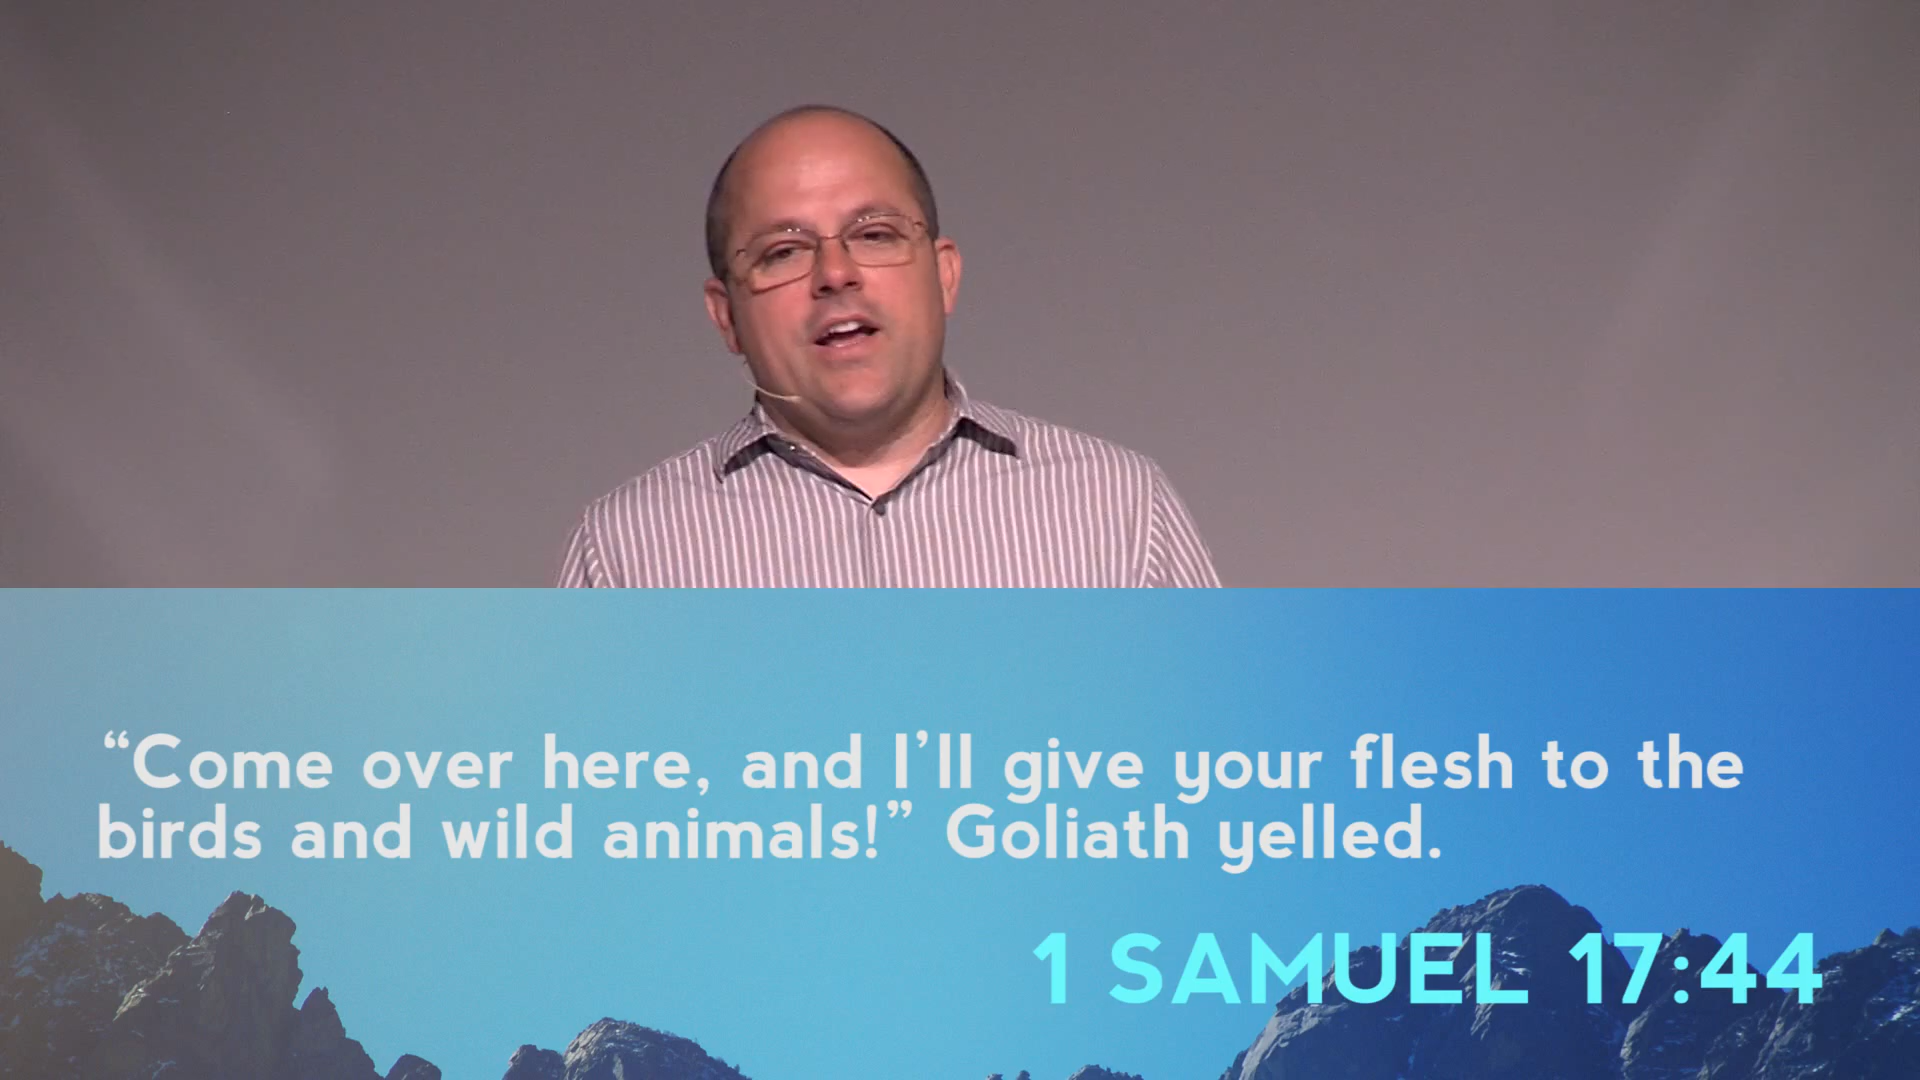 “Come over here, and I’ll give your flesh to the
birds and wild animals!” Goliath yelled.
1 SAMUEL 17:44